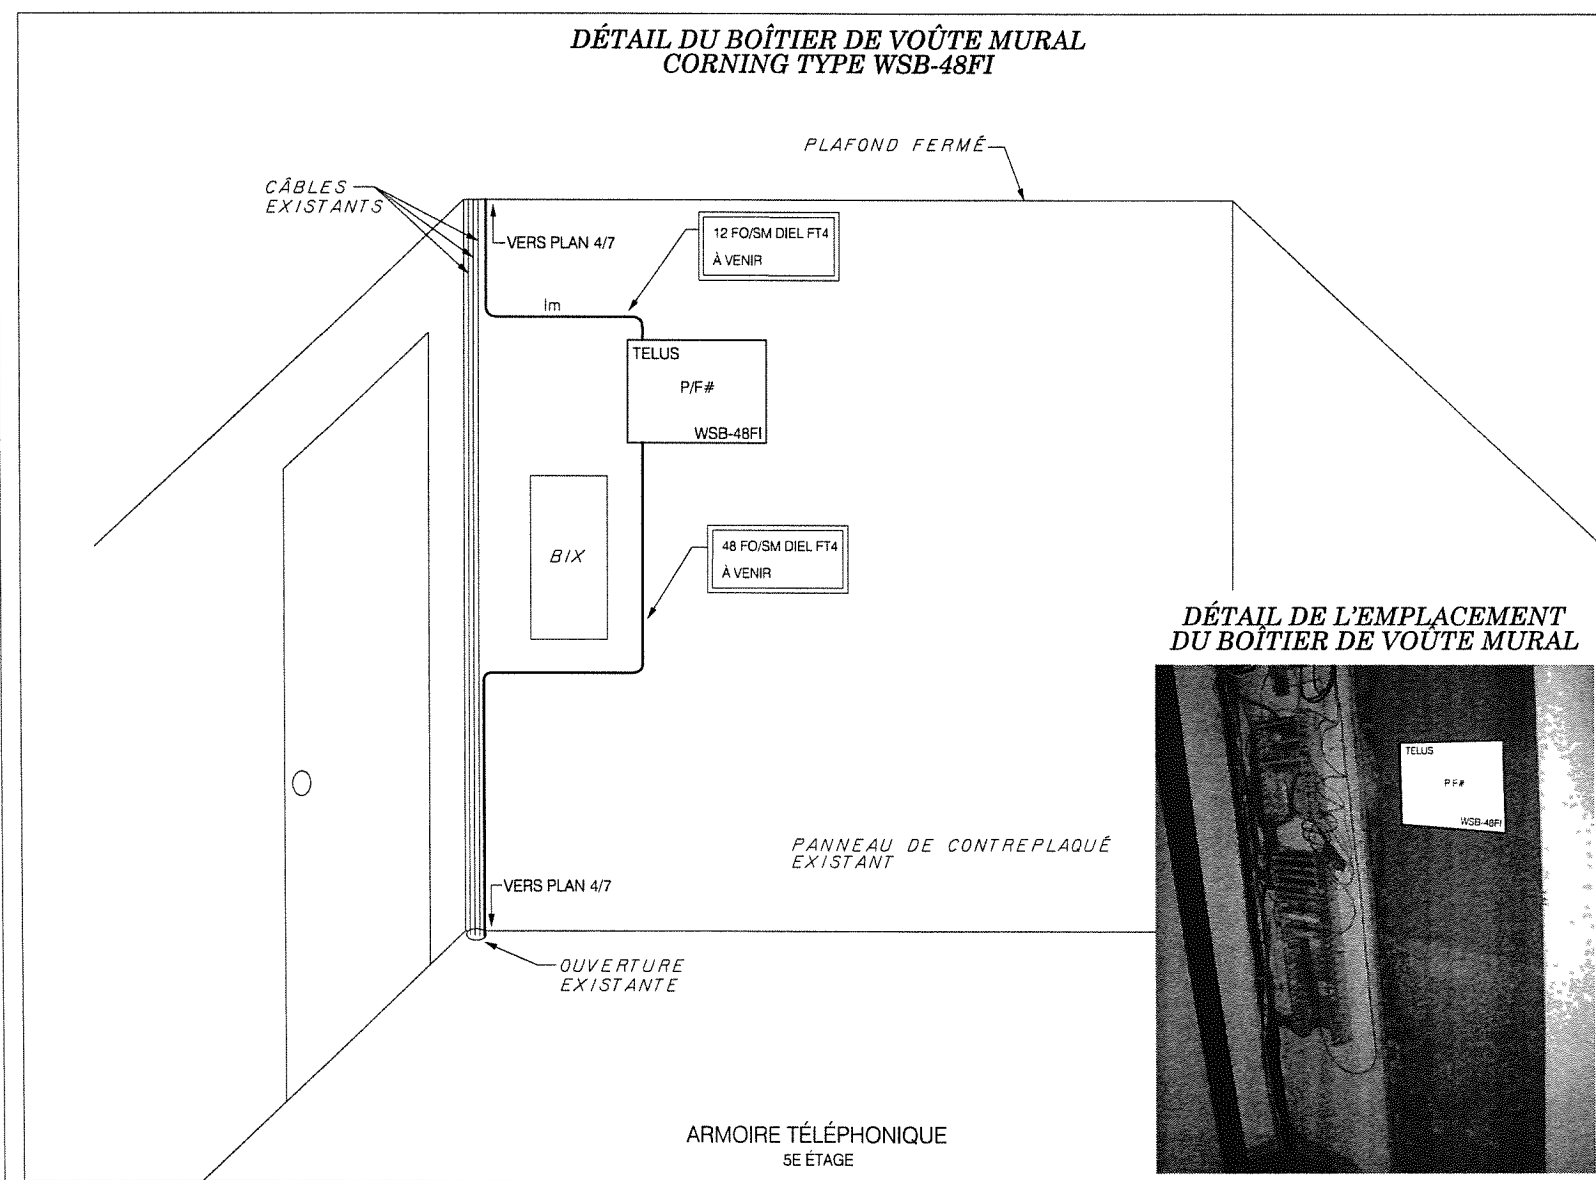 DÉTAIL DU BOÎTIER DE VOÛTE MURAL
CORNING TYPE WSB-48FI
PLAFOND FERMÉ
CÂBLES
EXISTANTS
VERS PLAN 4/7
12 FO/SM DIEL FT4
À VENIR
1m
TELUS
P/F#
WSB-48FI
BIX
48 FO/SM DIEL FT4
À VENIR
DÉTAIL DE L'EMPLACEMENT
DU BOÎTIER DE VOÛTE MURAL
TELUS
P F#
WSB-48FI
PANNEAU DE CONTREPLAQUÉ
EXISTANT
VERS PLAN 4/7
OUVERTURE
EXISTANTE
ARMOIRE TÉLÉPHONIQUE
5E ÉTAGE